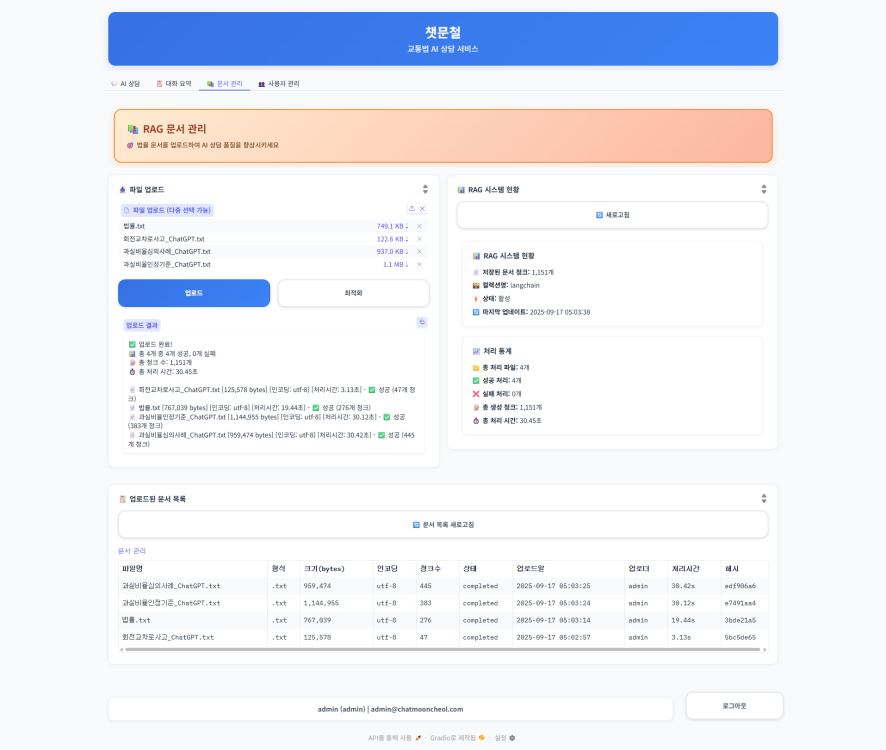 챗문철
교통법 AI 상담 서비스
AI 상담
대화 요약
문서 관리
사용자 관리
RAG 문서 관리
법률 문서를 업로드하여 AI 상담 품질을 향상시키세요
파일 업로드
파일 업로드 (다중 선택 가능)
법률.txt 749.1 KB ↓ ×
회전교차로사고_ChatGPT.txt 122.6 KB ↓ ×
과실비율심의사례_ChatGPT.txt 937.0 KB ↓ ×
과실비율인정기준_ChatGPT.txt 1.1 MB ↓ ×
업로드
최적화
업로드 결과
✅ 업로드 완료!
📊 총 4개 중 4개 성공, 0개 실패
📝 총 청크 수: 1,151개
⏱️ 총 처리 시간: 30.45초
📄 회전교차로사고_ChatGPT.txt [125,578 bytes] [인코딩: utf-8] [처리시간: 3.13초] - ✅ 성공 (47개 청
크)
📄 법률.txt [767,039 bytes] [인코딩: utf-8] [처리시간: 19.44초] - ✅ 성공 (276개 청크)
📄 과실비율인정기준_ChatGPT.txt [1,144,955 bytes] [인코딩: utf-8] [처리시간: 30.12초] - ✅ 성공
(383개 청크)
📄 과실비율심의사례_ChatGPT.txt [959,474 bytes] [인코딩: utf-8] [처리시간: 30.42초] - ✅ 성공 (445
개 청크)
RAG 시스템 현황
새로고침
RAG 시스템 현황
저장된 문서 청크: 1,151개
컬렉션명: langchain
상태: 활성
마지막 업데이트: 2025-09-17 05:03:38
처리 통계
총 처리 파일: 4개
성공 처리: 4개
실패 처리: 0개
총 생성 청크: 1,151개
총 처리 시간: 30.45초
업로드된 문서 목록
문서 목록 새로고침
문서 관리
파일명 형식 크기(bytes) 인코딩 청크수 상태 업로드일 업로더 처리시간 해시
과실비율심의사례_ChatGPT.txt .txt 959,474 utf-8 445 completed 2025-09-17 05:03:25 admin 30.42s edf906a6
과실비율인정기준_ChatGPT.txt .txt 1,144,955 utf-8 383 completed 2025-09-17 05:03:24 admin 30.12s e7491aa4
법률.txt .txt 767,039 utf-8 276 completed 2025-09-17 05:03:14 admin 19.44s 3bde21a5
회전교차로사고_ChatGPT.txt .txt 125,578 utf-8 47 completed 2025-09-17 05:02:57 admin 3.13s 5bc5de65
admin (admin) | admin@chatmooncheol.com
로그아웃
API를 통해 사용 · Gradio로 제작됨 · 설정